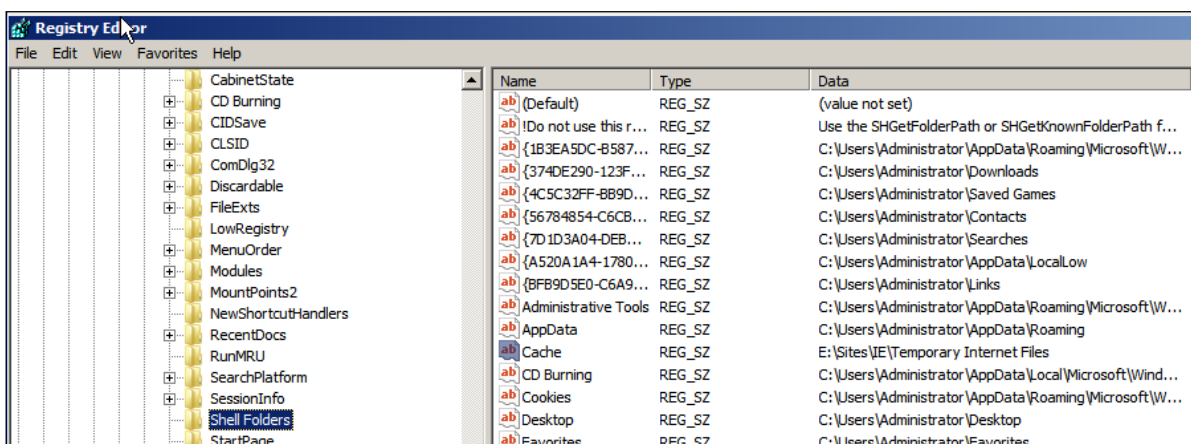 Registry Editor
File Edit View Favorites Help
CabinetState
CD Burning
CIDSave
CLSID
ComDlg32
Discardable
FileExts
LowRegistry
MenuOrder
Modules
MountPoints2
NewShortcutHandlers
RecentDocs
RunMRU
SearchPlatform
SessionInfo
Shell Folders
StartPage
Name Type Data
(Default) REG_SZ (value not set)
!Do not use this r... REG_SZ Use the SHGetFolderPath or SHGetKnownFolderPath f...
{1B3EA5DC-B587... REG_SZ C:\Users\Administrator\AppData\Roaming\Microsoft\W...
{374DE290-123F... REG_SZ C:\Users\Administrator\Downloads
{4C5C32FF-BB9D... REG_SZ C:\Users\Administrator\Saved Games
{56784854-C6CB... REG_SZ C:\Users\Administrator\Contacts
{7D1D3A04-DEB... REG_SZ C:\Users\Administrator\Searches
{A520A1A4-1780... REG_SZ C:\Users\Administrator\AppData\LocalLow
{BFB9D5E0-C6A9... REG_SZ C:\Users\Administrator\Links
Administrative Tools REG_SZ C:\Users\Administrator\AppData\Roaming\Microsoft\W...
AppData REG_SZ C:\Users\Administrator\AppData\Roaming
Cache REG_SZ E:\Sites\IE\Temporary Internet Files
CD Burning REG_SZ C:\Users\Administrator\AppData\Local\Microsoft\Wind...
Cookies REG_SZ C:\Users\Administrator\AppData\Roaming\Microsoft\W...
Desktop REG_SZ C:\Users\Administrator\Desktop
Favorites REG_SZ C:\Users\Administrator\Favorites